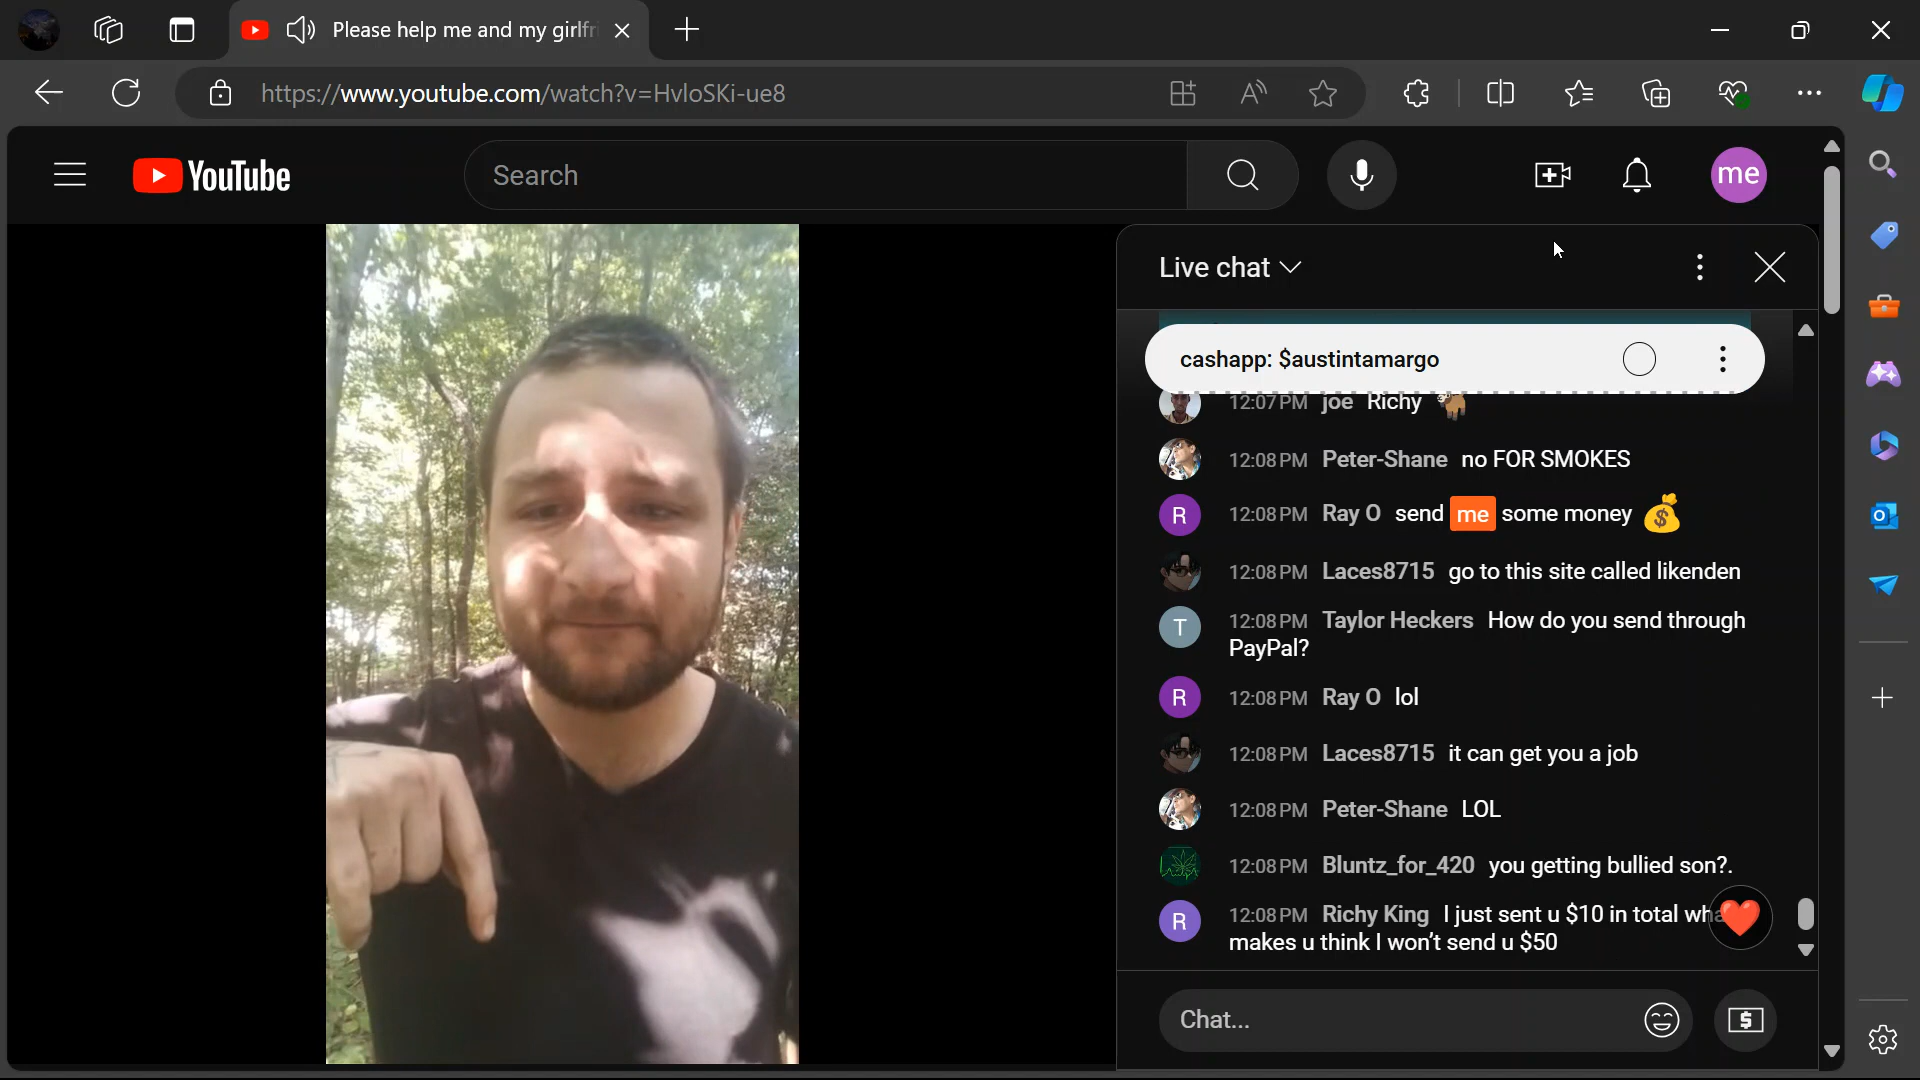 Please help me and my girlfr
https://www.youtube.com/watch?v=HvloSKi-ue8
YouTube
Search
me
Live chat
cashapp: $austintamargo
12:07 PM joe Richy
12:08 PM Peter-Shane no FOR SMOKES
R 12:08 PM Ray O send me some money
12:08 PM Laces8715 go to this site called likenden
T 12:08 PM Taylor Heckers How do you send through
PayPal?
R 12:08 PM Ray O lol
12:08 PM Laces8715 it can get you a job
12:08 PM Peter-Shane LOL
12:08 PM Bluntz_for_420 you getting bullied son?.
R 12:08 PM Richy King I just sent u $10 in total wha
makes u think I won't send u $50
Chat...